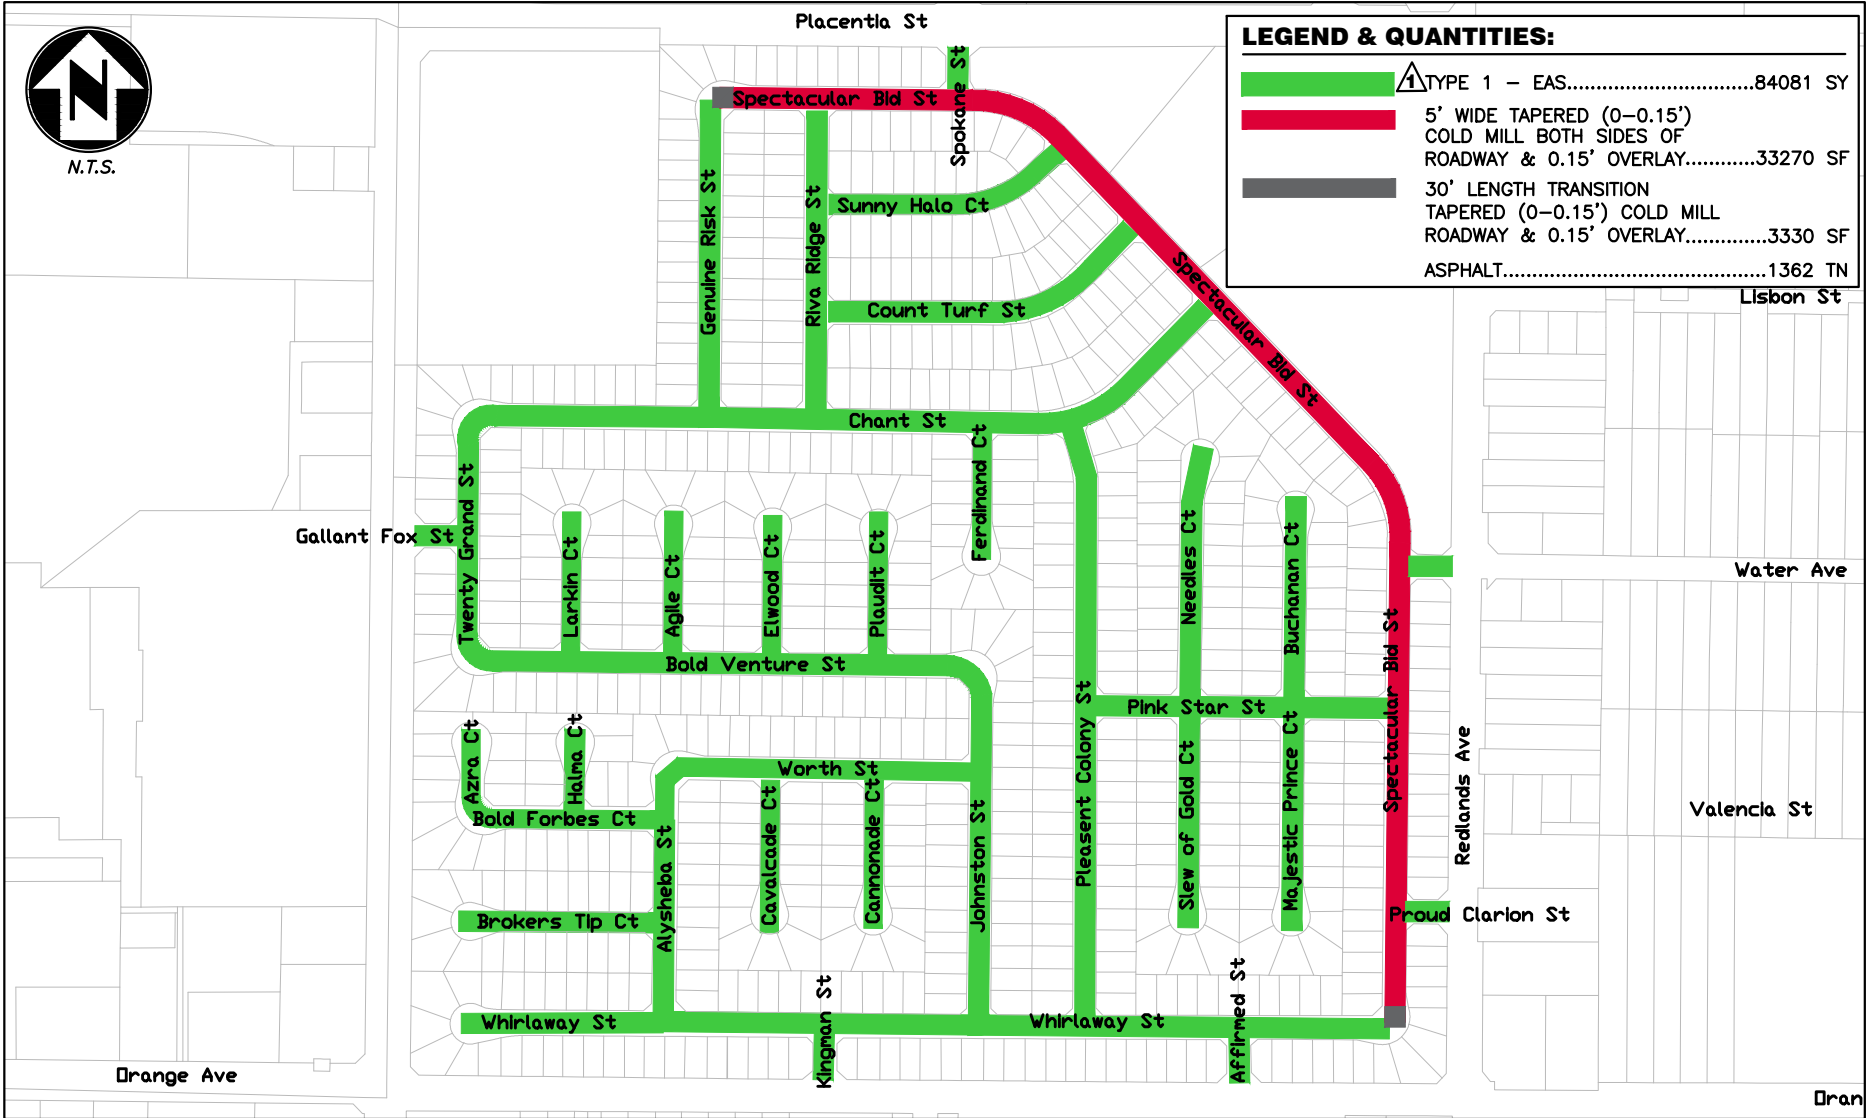 Placentia St
N
N.T.S.
LEGEND & QUANTITIES:
1 TYPE 1 – EAS................................84081 SY
5' WIDE TAPERED (0–0.15')
COLD MILL BOTH SIDES OF
ROADWAY & 0.15' OVERLAY............33270 SF
30' LENGTH TRANSITION
TAPERED (0–0.15') COLD MILL
ROADWAY & 0.15' OVERLAY..............3330 SF
ASPHALT.............................................1362 TN
Spectacular Bid St
Spokane St
Genuine Risk St
Riva Ridge St
Sunny Halo Ct
Count Turf St
Spectacular Bid St
Lisbon St
Chant St
Ferdinand Ct
Twenty Grand St
Gallant Fox St
Larkin Ct
Agile Ct
Elwood Ct
Plaudit Ct
Needles Ct
Buchanan Ct
Water Ave
Bold Venture St
Pink Star St
Spectacular Bid St
Pleasent Colony St
Azra Ct
Halma Ct
Worth St
Bold Forbes Ct
Cavalcade Ct
Cannonade Ct
Johnston St
Slew of Gold Ct
Majestic Prince Ct
Redlands Ave
Valencia St
Alysheba St
Brokers Tip Ct
Proud Clarion St
Whirlaway St
Whirlaway St
Kingman St
Affirmed St
Orange Ave
Oran